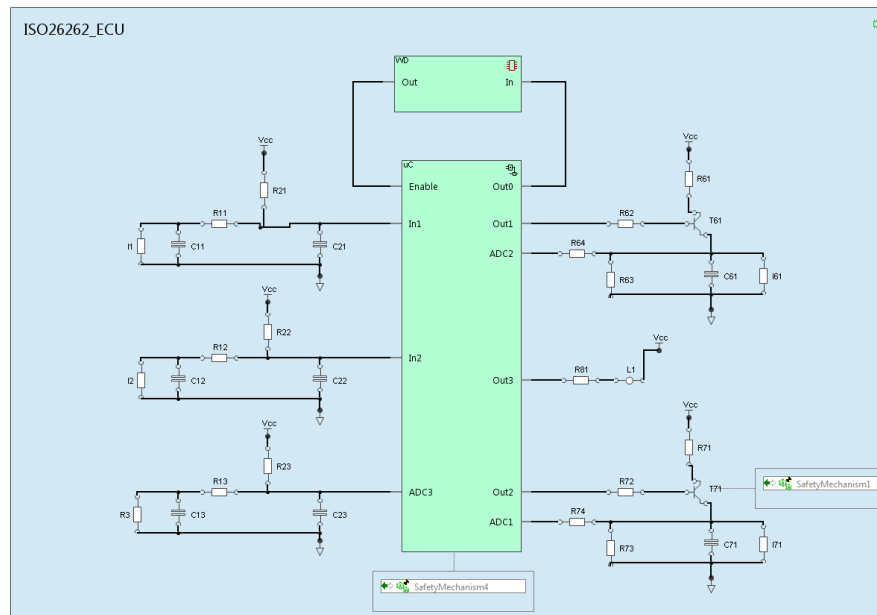 ISO26262_ECU
WD
Out In
Vcc
R21
R11
I1
C11
C21
Vcc
R22
R12
I2
C12
C22
Vcc
R23
R13
R3
C13
C23
uC
Enable Out0
In1 Out1
ADC2
In2
Out3
ADC3 Out2
ADC1
Vcc
R61
R62
T61
R64
R63
C61
I61
Vcc
R81
L1
Vcc
R71
R72
T71
SafetyMechanism1
R74
R73
C71
I71
SafetyMechanism4